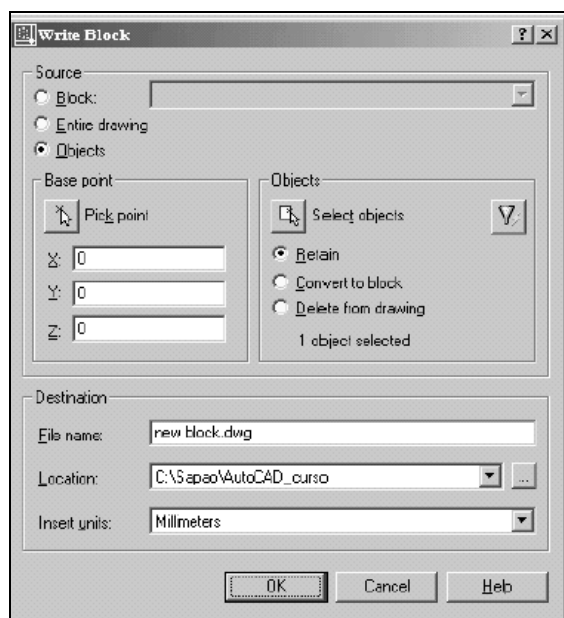 Write Block
Source
Block:
Entire drawing
Objects
Base point
Pick point
X: 0
Y: 0
Z: 0
Objects
Select objects
Retain
Convert to block
Delete from drawing
1 object selected
Destination
File name: new block.dwg
Location: C:\Sapao\AutoCAD_curso ...
Insert units: Millimeters
OK Cancel Help